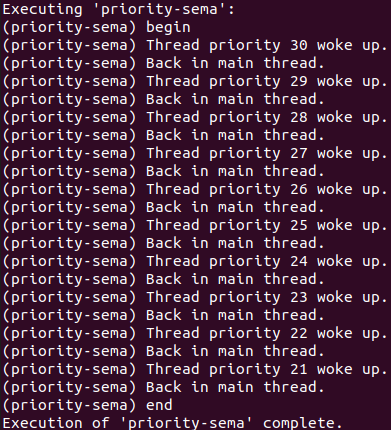 Executing 'priority-sema':
(priority-sema) begin
(priority-sema) Thread priority 30 woke up.
(priority-sema) Back in main thread.
(priority-sema) Thread priority 29 woke up.
(priority-sema) Back in main thread.
(priority-sema) Thread priority 28 woke up.
(priority-sema) Back in main thread.
(priority-sema) Thread priority 27 woke up.
(priority-sema) Back in main thread.
(priority-sema) Thread priority 26 woke up.
(priority-sema) Back in main thread.
(priority-sema) Thread priority 25 woke up.
(priority-sema) Back in main thread.
(priority-sema) Thread priority 24 woke up.
(priority-sema) Back in main thread.
(priority-sema) Thread priority 23 woke up.
(priority-sema) Back in main thread.
(priority-sema) Thread priority 22 woke up.
(priority-sema) Back in main thread.
(priority-sema) Thread priority 21 woke up.
(priority-sema) Back in main thread.
(priority-sema) end
Execution of 'priority-sema' complete.